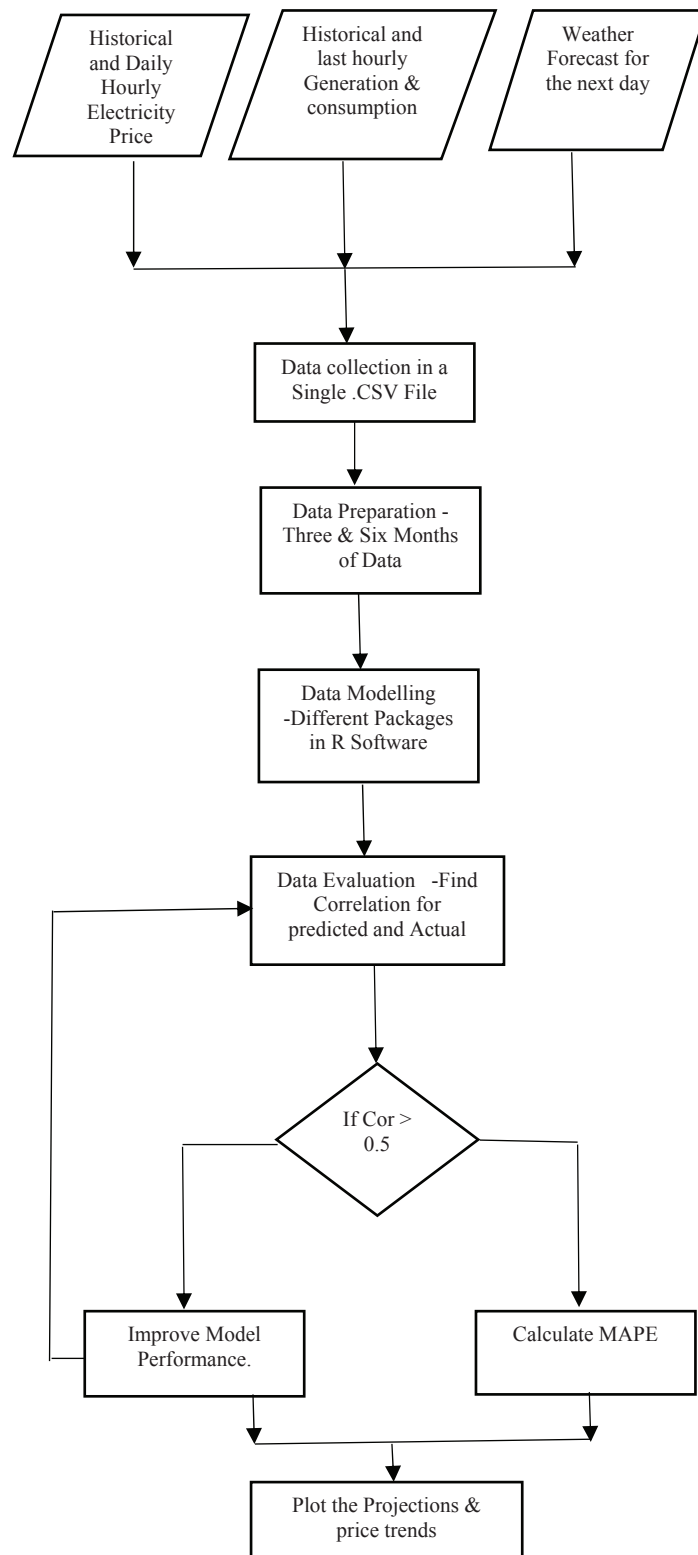 Historical
and Daily
Hourly
Electricity
Price
Historical and
last hourly
Generation &
consumption
Weather
Forecast for
the next day
Data collection in a
Single .CSV File
Data Preparation -
Three & Six Months
of Data
Data Modelling
-Different Packages
in R Software
Data Evaluation -Find
Correlation for
predicted and Actual
If Cor >
0.5
Improve Model
Performance.
Calculate MAPE
Plot the Projections &
price trends